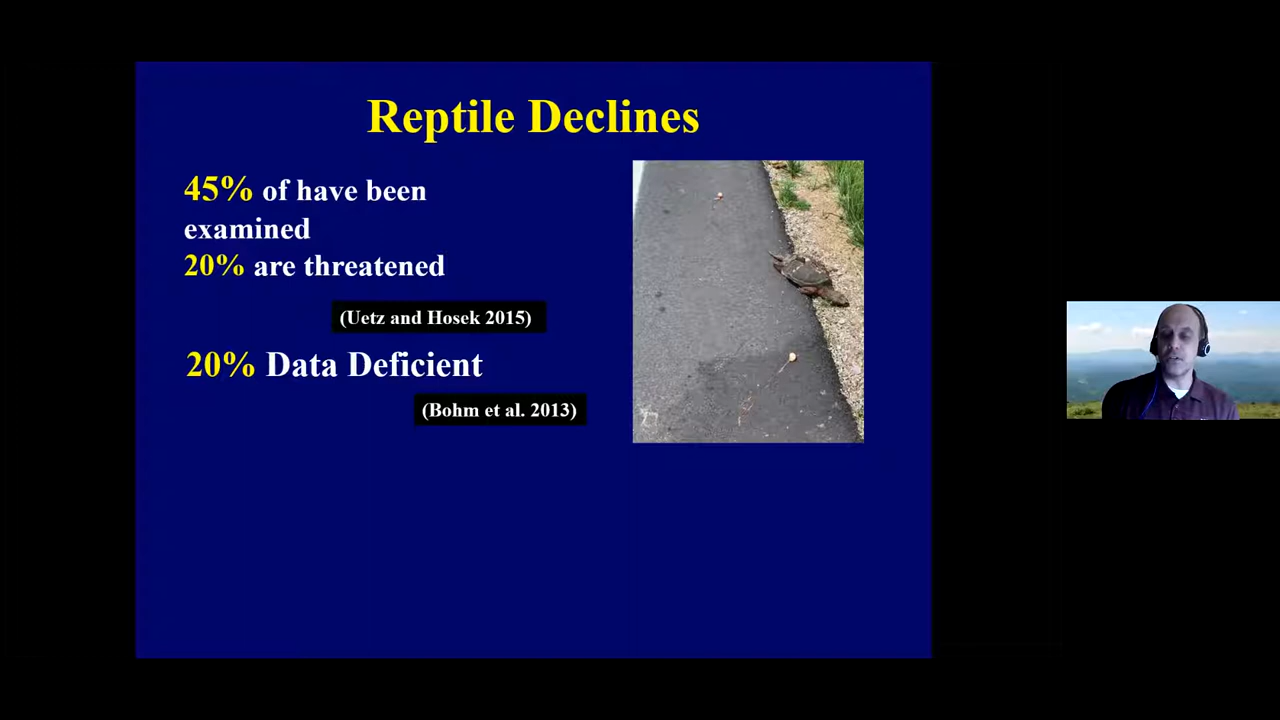 Reptile Declines
45% of have been
examined
20% are threatened
(Uetz and Hosek 2015)
20% Data Deficient
(Bohm et al. 2013)